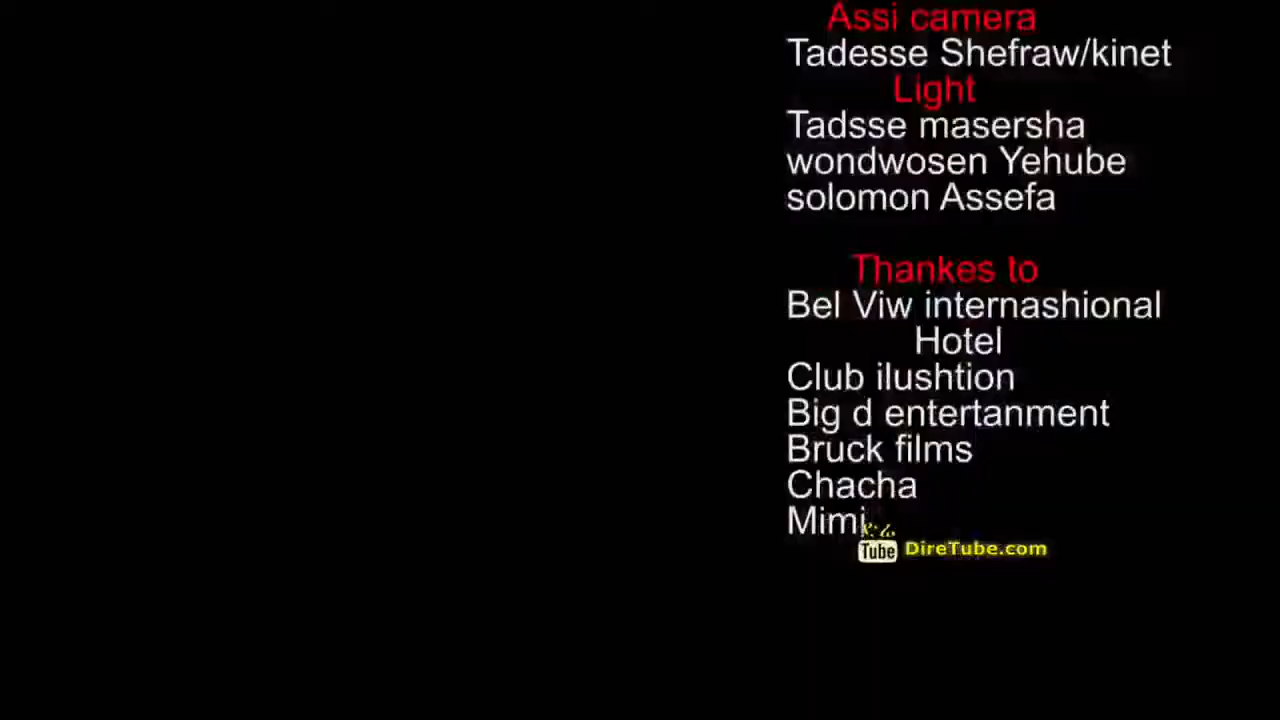 Assi camera
Tadesse Shefraw/kinet
Light
Tadsse masersha
wondwosen Yehube
solomon Assefa
Thankes to
Bel Viw internashional
Hotel
Club ilushtion
Big d entertanment
Bruck films
Chacha
Mimi
Tube DireTube.com